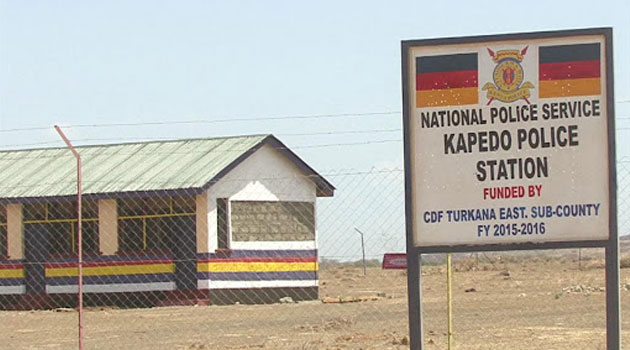 NATIONAL POLICE SERVICE
KAPEDO POLICE
STATION
FUNDED BY
CDF TURKANA EAST. SUB-COUNTY
FY 2015-2016